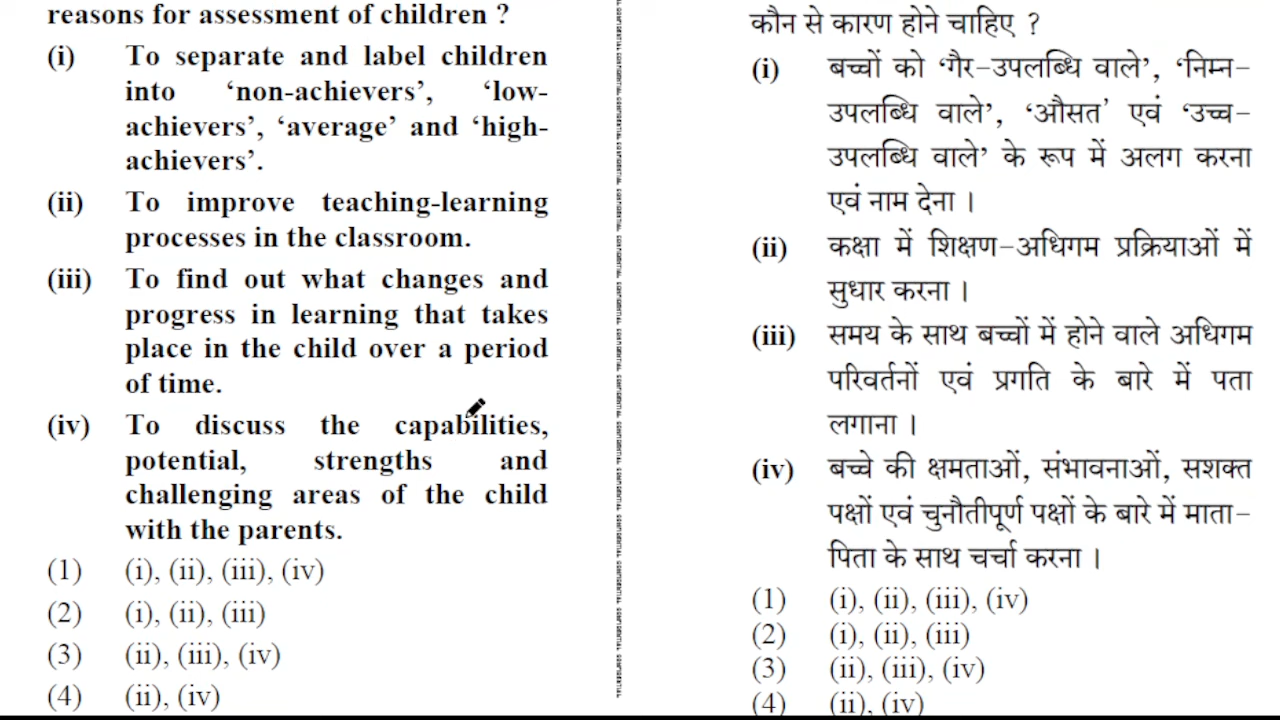 reasons for assessment of children ?
(i) To separate and label children
into ‘non-achievers’, ‘low-
achievers’, ‘average’ and ‘high-
achievers’.
(ii) To improve teaching-learning
processes in the classroom.
(iii) To find out what changes and
progress in learning that takes
place in the child over a period
of time.
(iv) To discuss the capabilities,
potential, strengths and
challenging areas of the child
with the parents.
(1) (i), (ii), (iii), (iv)
(2) (i), (ii), (iii)
(3) (ii), (iii), (iv)
(4) (ii), (iv)
कौन से कारण होने चाहिए ?
(i) बच्चों को ‘गैर-उपलब्धि वाले’, ‘निम्न-
उपलब्धि वाले’, ‘औसत’ एवं ‘उच्च-
उपलब्धि वाले’ के रूप में अलग करना
एवं नाम देना ।
(ii) कक्षा में शिक्षण-अधिगम प्रक्रियाओं में
सुधार करना ।
(iii) समय के साथ बच्चों में होने वाले अधिगम
परिवर्तनों एवं प्रगति के बारे में पता
लगाना ।
(iv) बच्चे की क्षमताओं, संभावनाओं, सशक्त
पक्षों एवं चुनौतीपूर्ण पक्षों के बारे में माता-
पिता के साथ चर्चा करना ।
(1) (i), (ii), (iii), (iv)
(2) (i), (ii), (iii)
(3) (ii), (iii), (iv)
(4) (ii), (iv)